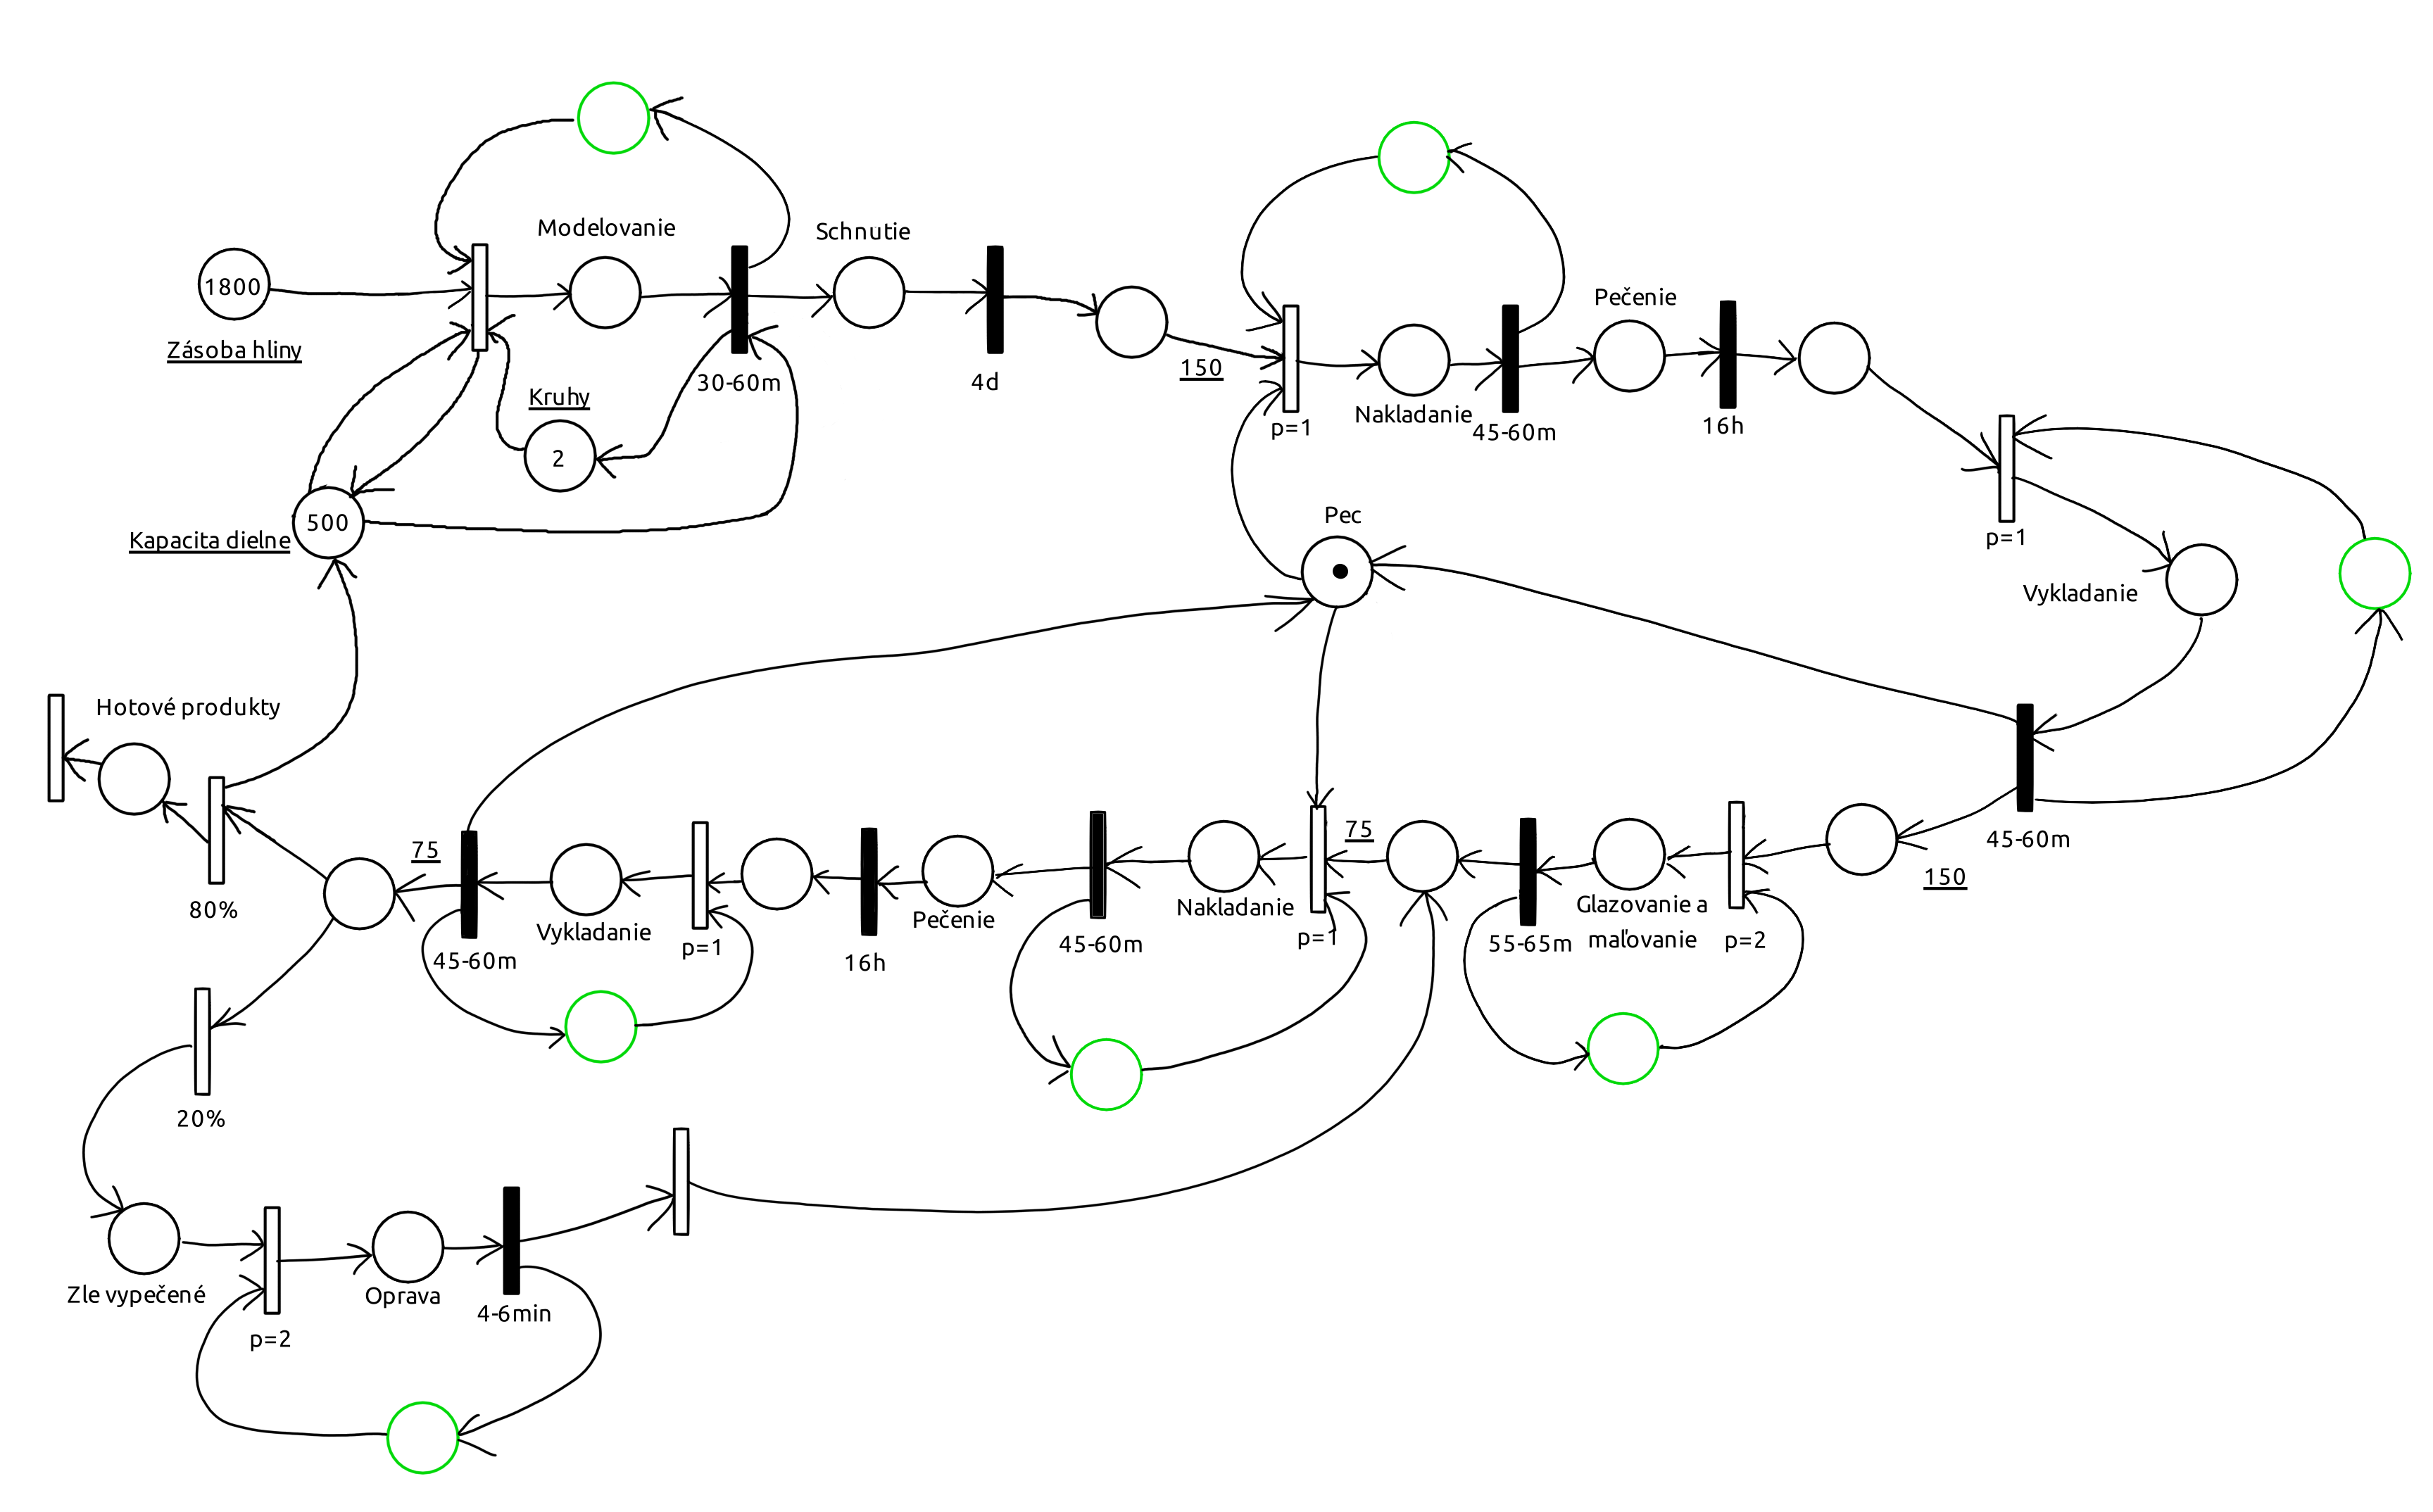 Modelovanie
Schnutie
1800
Zásoba hliny
30-60m
4d
Kruhy
2
500
Kapacita dielne
150
p=1
Nakladanie
45-60m
Pečenie
16h
p=1
Vykladanie
Pec
45-60m
150
Hotové produkty
80%
75
45-60m
Vykladanie
p=1
16h
Pečenie
45-60m
Nakladanie
p=1
75
55-65m
Glazovanie a
maľovanie
p=2
20%
Zle vypečené
p=2
Oprava
4-6min